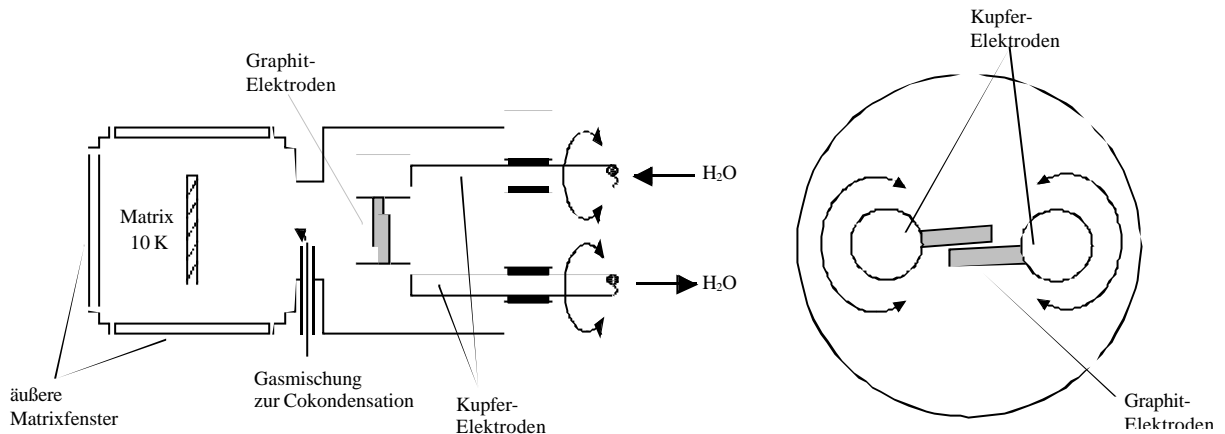 Graphit-
Elektroden
Matrix
10 K
H₂O
H₂O
äußere
Matrixfenster
Gasmischung
zur Cokondensation
Kupfer-
Elektroden
Kupfer-
Elektroden
Graphit-
Elektroden